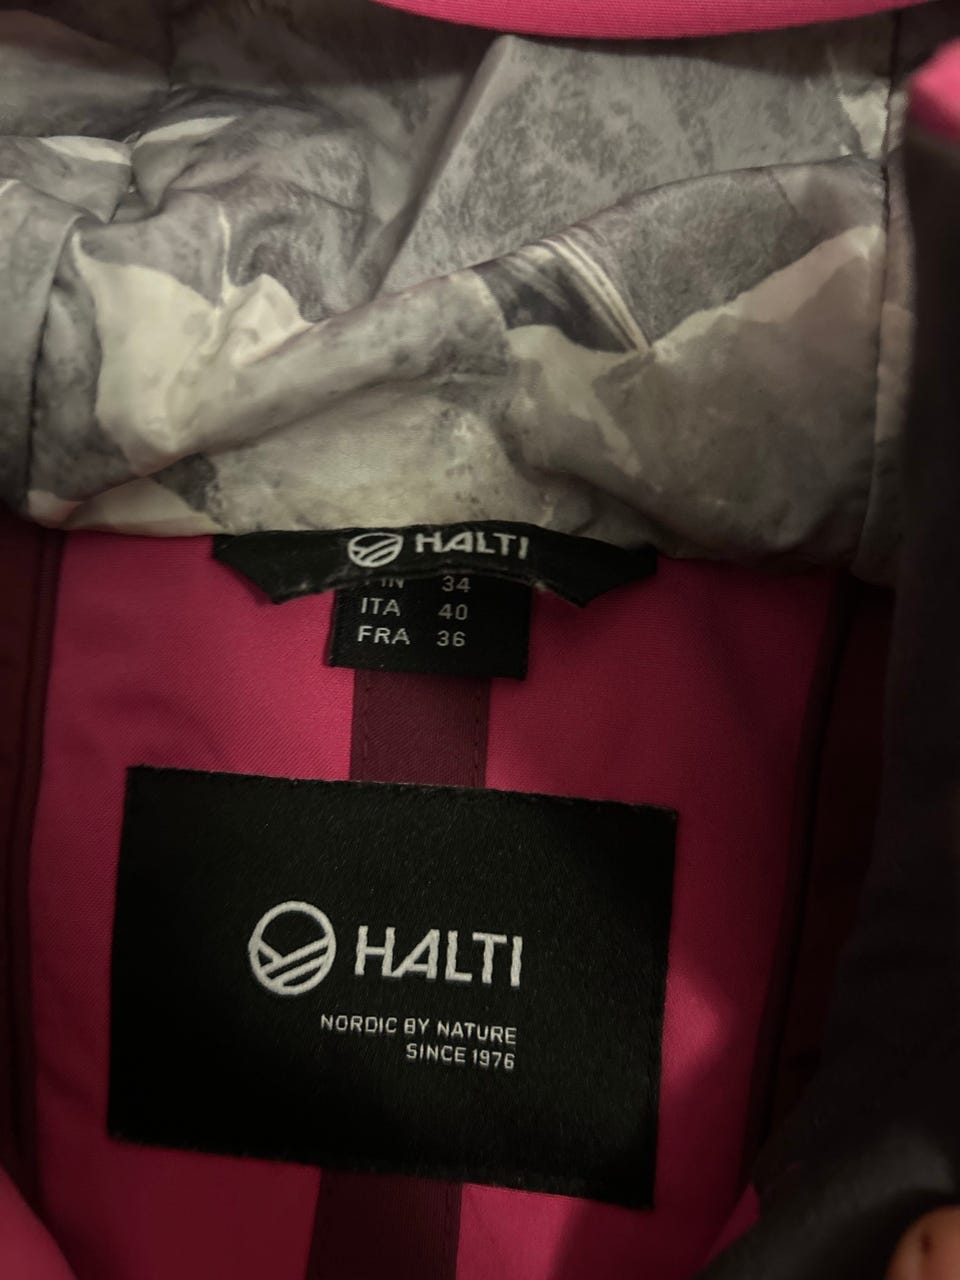 HALTI
34
ITA 40
FRA 36
HALTI
NORDIC BY NATURE
SINCE 1976